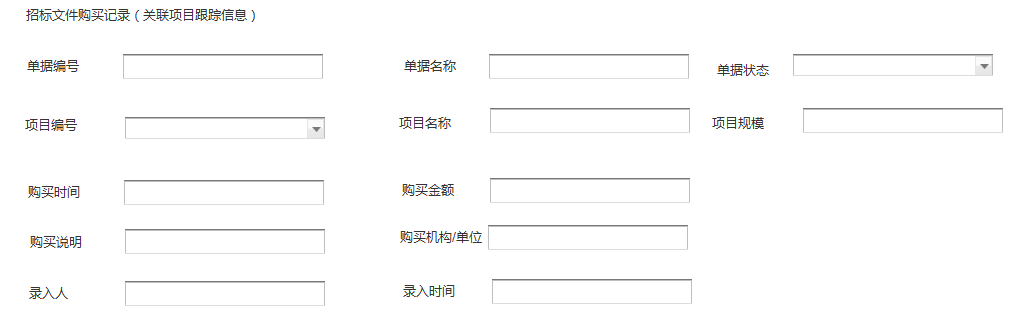 招标文件购买记录（关联项目跟踪信息）
单据编号 单据名称 单据状态
项目编号 项目名称 项目规模
购买时间 购买金额
购买说明 购买机构/单位
录入人 录入时间